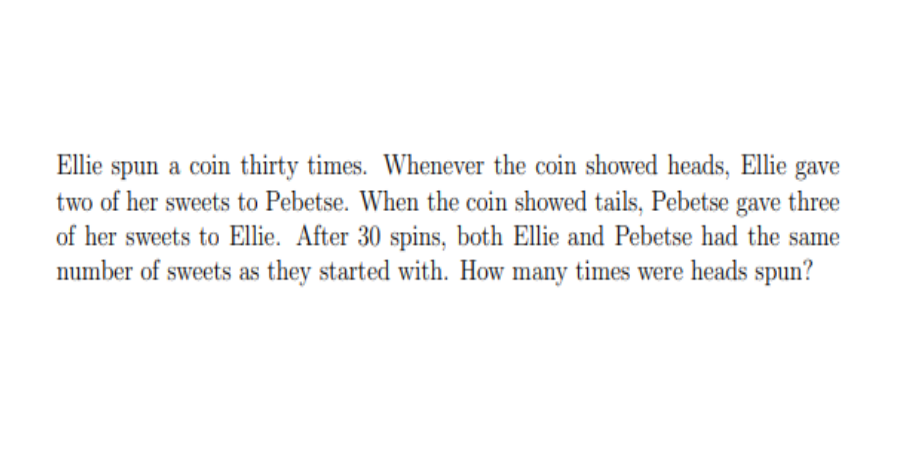 Ellie spun a coin thirty times. Whenever the coin showed heads, Ellie gave
two of her sweets to Pebetse. When the coin showed tails, Pebetse gave three
of her sweets to Ellie. After 30 spins, both Ellie and Pebetse had the same
number of sweets as they started with. How many times were heads spun?